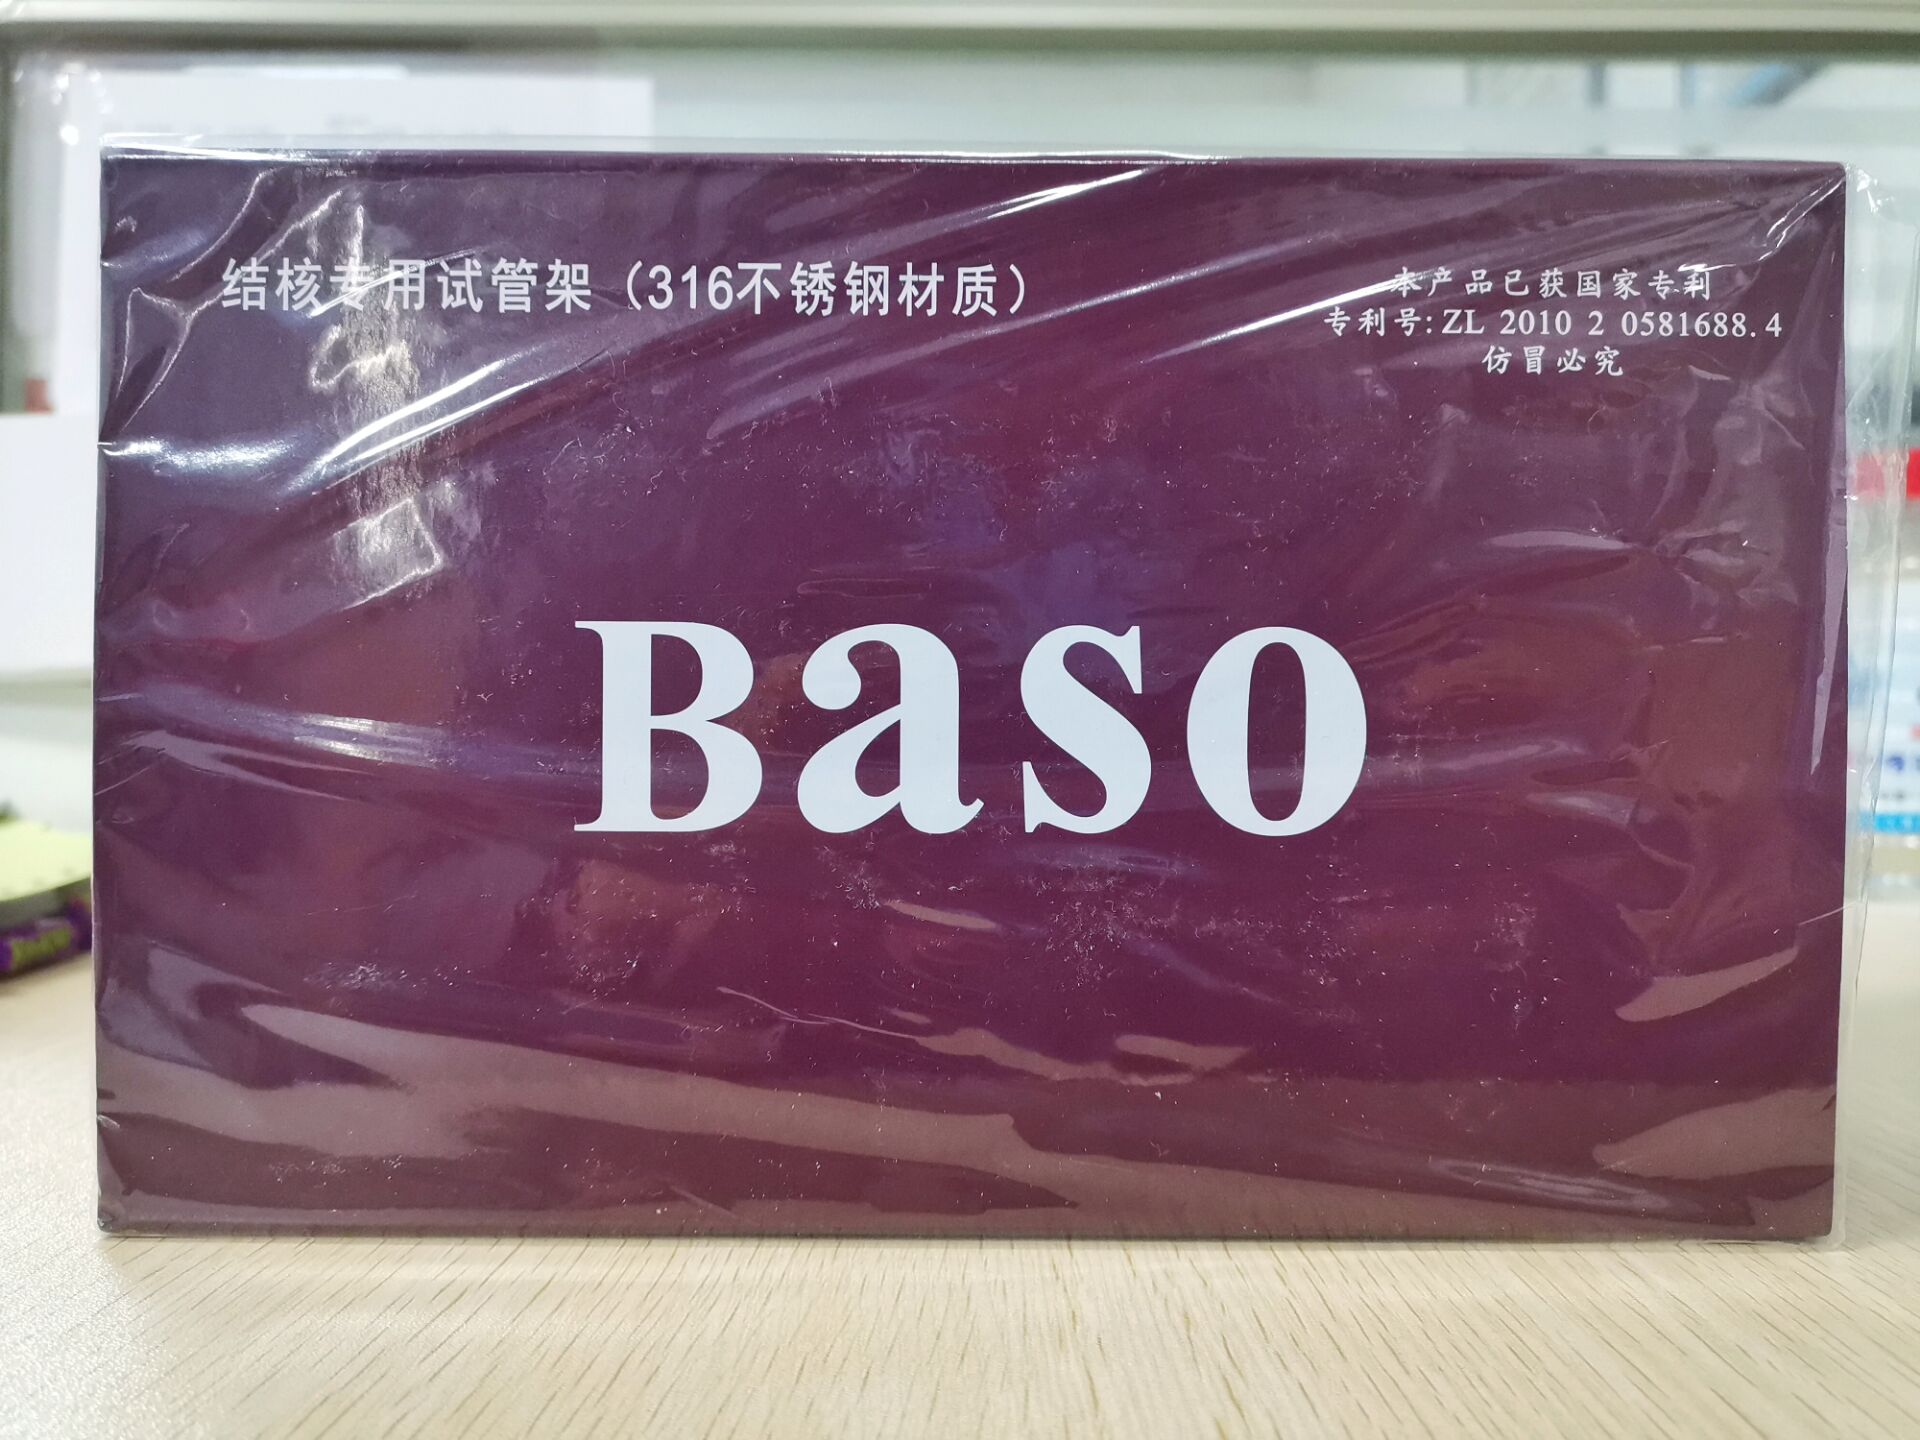 结核专用试管架（316不锈钢材质）
本产品已获国家专利
专利号: ZL 2010 2 0581688.4
仿冒必究
Baso